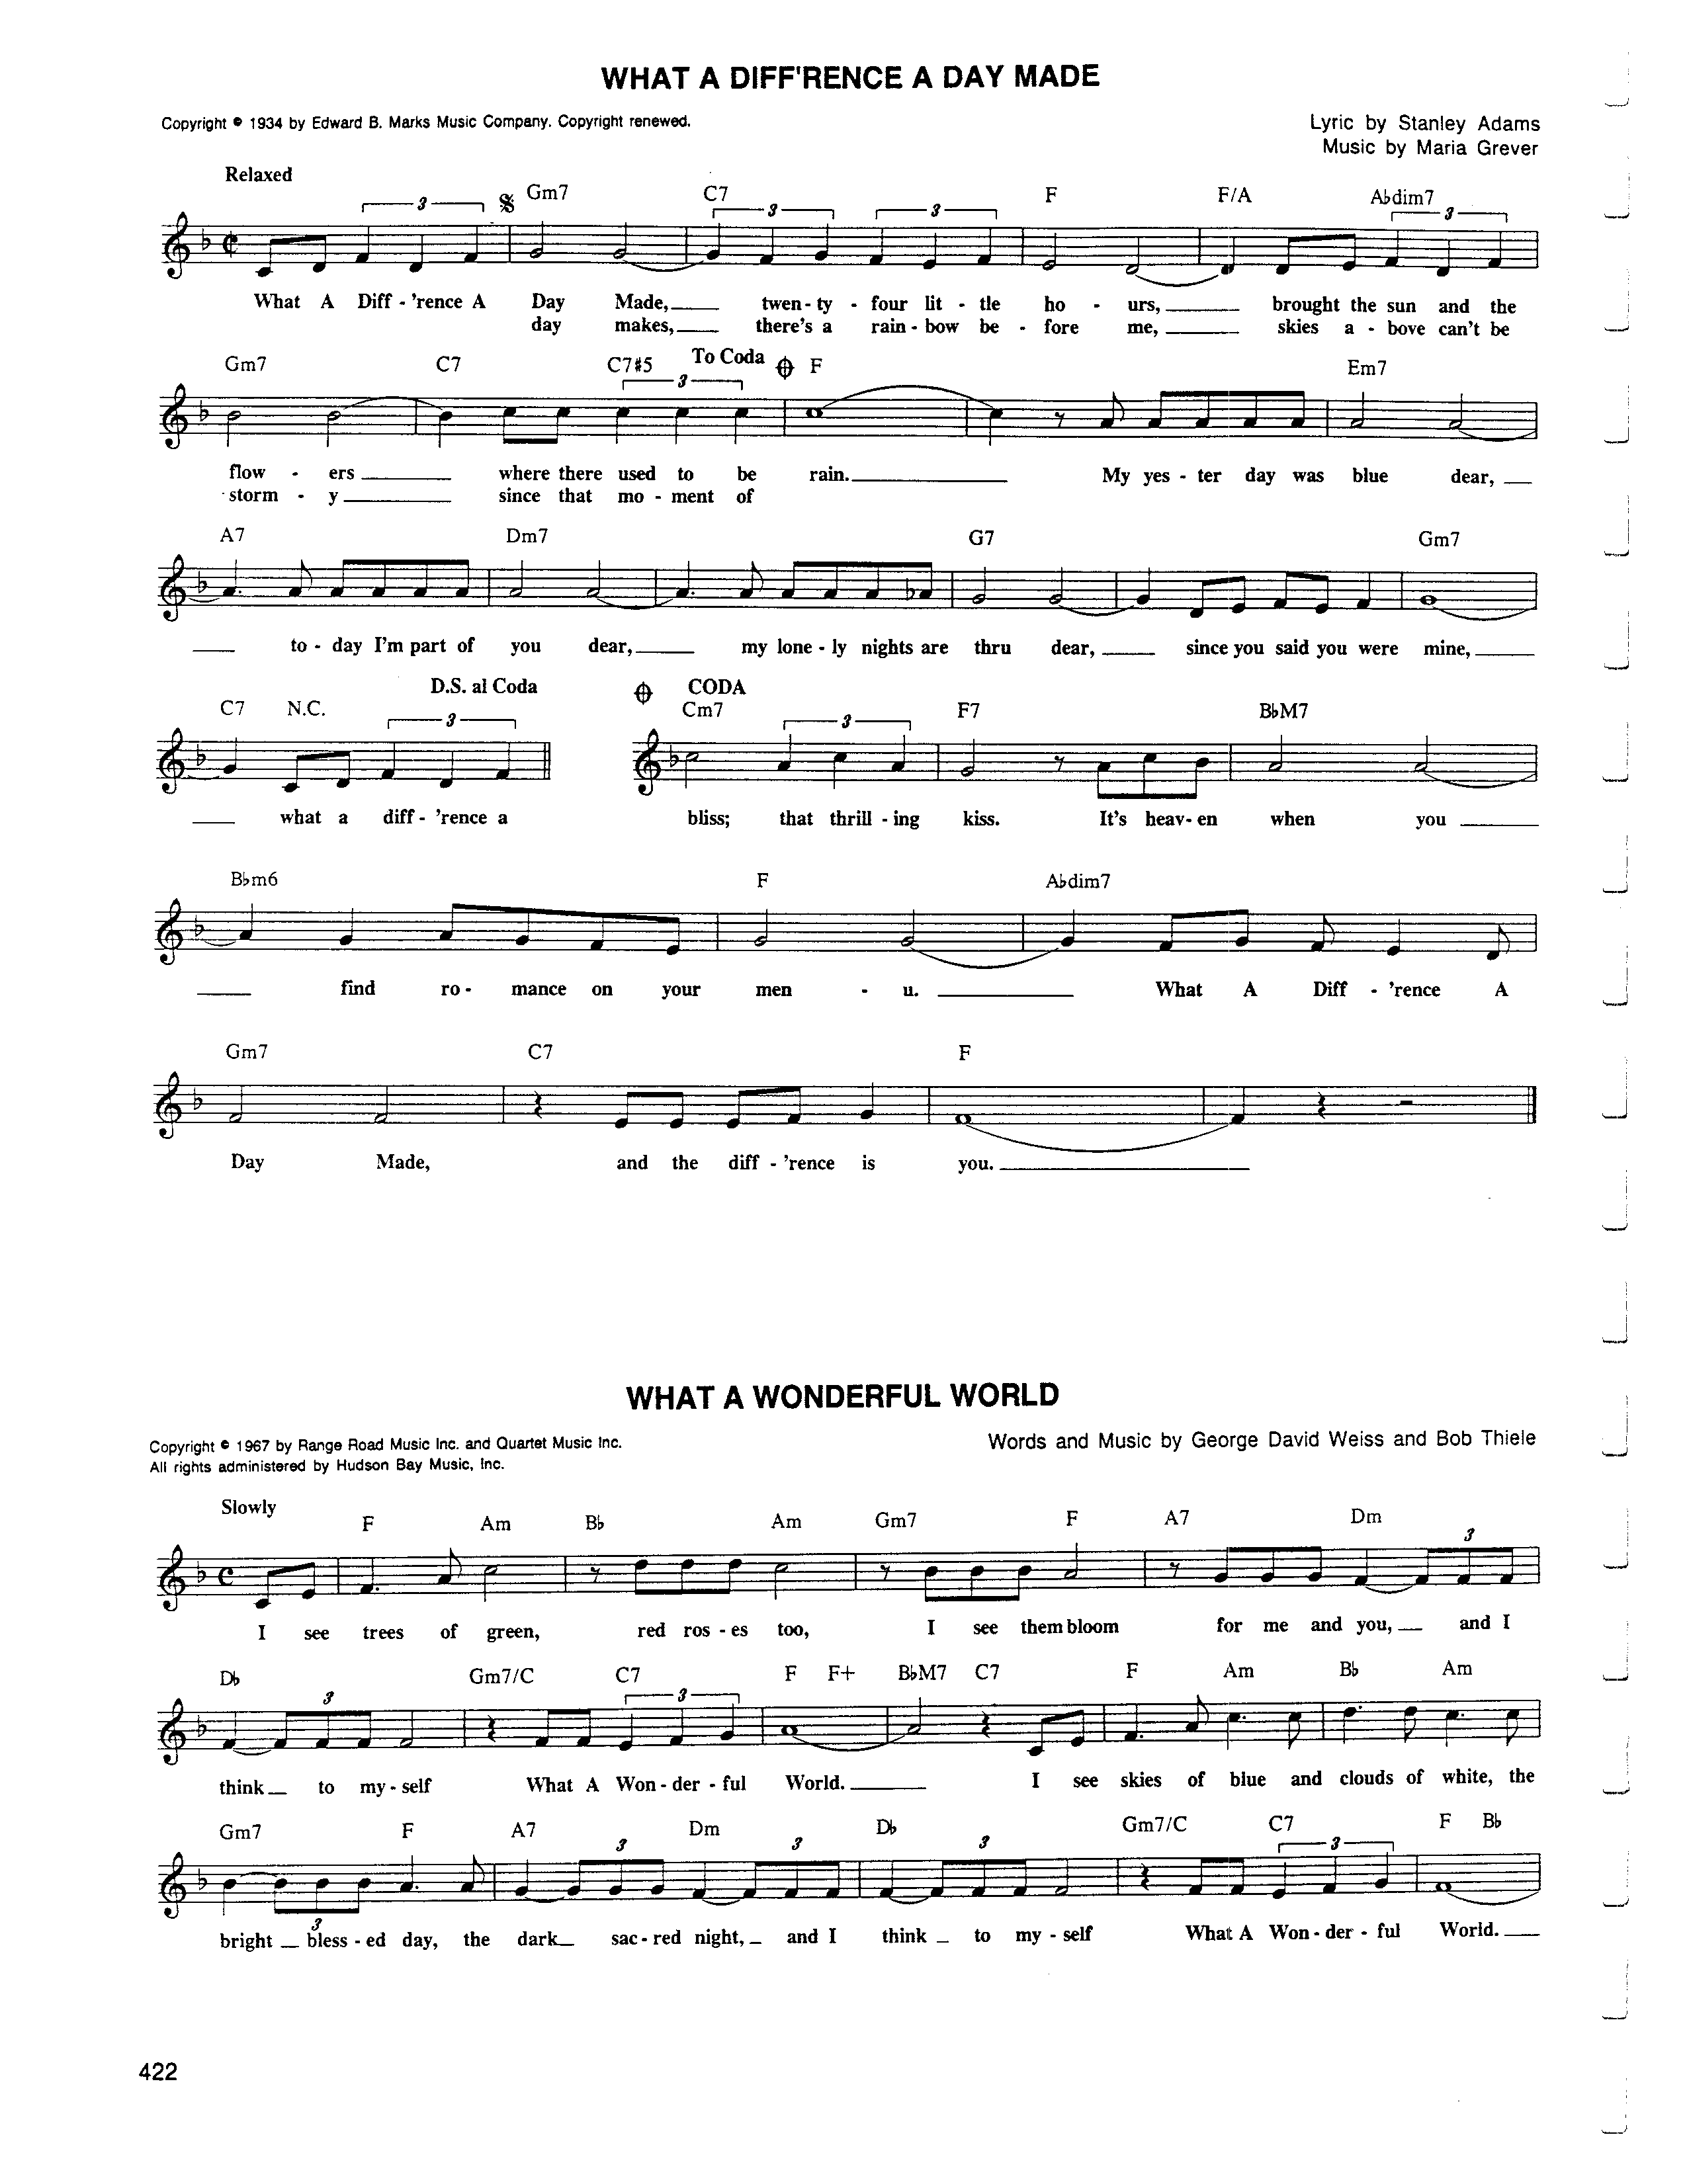 WHAT A DIFF'RENCE A DAY MADE
Copyright © 1934 by Edward B. Marks Music Company. Copyright renewed.
Lyric by Stanley Adams
Music by Maria Grever
Relaxed
3 Gm7 C7 3 3 F F/A A♭dim7 3
What A Diff - 'rence A Day Made, twen - ty - four lit - tle ho - urs, brought the sun and the
day makes, there's a rain - bow be - fore me, skies a - bove can't be
Gm7 C7 C7#5 3 To Coda F Em7
flow - ers where there used to be rain. My yes - ter day was blue dear,
storm - y since that mo - ment of
A7 Dm7 G7 Gm7
to - day I'm part of you dear, my lone - ly nights are thru dear, since you said you were mine,
D.S. al Coda CODA
C7 N.C. 3 Cm7 3 F7 B♭M7
what a diff - 'rence a bliss; that thrill - ing kiss. It's heav - en when you
B♭m6 F A♭dim7
find ro - mance on your men - u. What A Diff - 'rence A
Gm7 C7 F
Day Made, and the diff - 'rence is you.
WHAT A WONDERFUL WORLD
Copyright © 1967 by Range Road Music Inc. and Quartet Music Inc.
All rights administered by Hudson Bay Music, Inc.
Words and Music by George David Weiss and Bob Thiele
Slowly
F Am B♭ Am Gm7 F A7 Dm 3
I see trees of green, red ros - es too, I see them bloom for me and you, and I
D♭ 3 Gm7/C C7 3 F F+ B♭M7 C7 F Am B♭ Am
think to my - self What A Won - der - ful World. I see skies of blue and clouds of white, the
Gm7 3 F A7 3 Dm 3 D♭ 3 Gm7/C C7 3 F B♭
bright bless - ed day, the dark sac - red night, and I think to my - self What A Won - der - ful World.
422